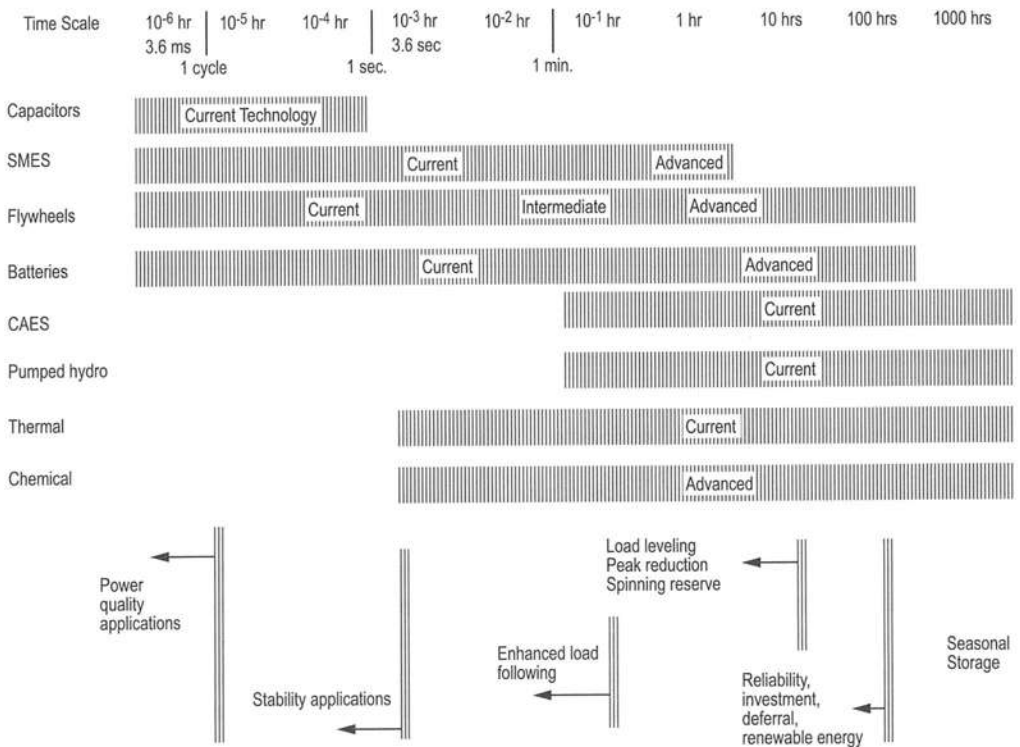 Time Scale 10⁻⁶ hr 10⁻⁵ hr 10⁻⁴ hr 10⁻³ hr 10⁻² hr 10⁻¹ hr 1 hr 10 hrs 100 hrs 1000 hrs
3.6 ms 3.6 sec
1 cycle 1 sec. 1 min.
Capacitors Current Technology
SMES Current Advanced
Flywheels Current Intermediate Advanced
Batteries Current Advanced
CAES Current
Pumped hydro Current
Thermal Current
Chemical Advanced
Power
quality
applications
Stability applications
Enhanced load
following
Load leveling
Peak reduction
Spinning reserve
Reliability,
investment,
deferral,
renewable energy
Seasonal
Storage